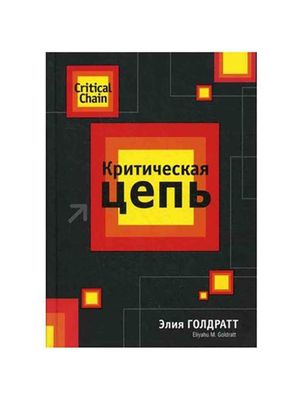 Critical
Chain
Критическая
цепь
Элия ГОЛДРАТТ
Eliyahu M. Goldratt